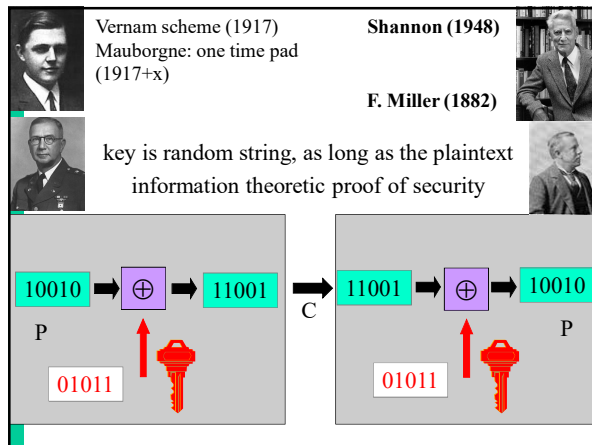 Vernam scheme (1917)
Mauborgne: one time pad
(1917+x)
Shannon (1948)
F. Miller (1882)
key is random string, as long as the plaintext
information theoretic proof of security
10010
⊕
11001
P
01011
C
11001
⊕
10010
P
01011